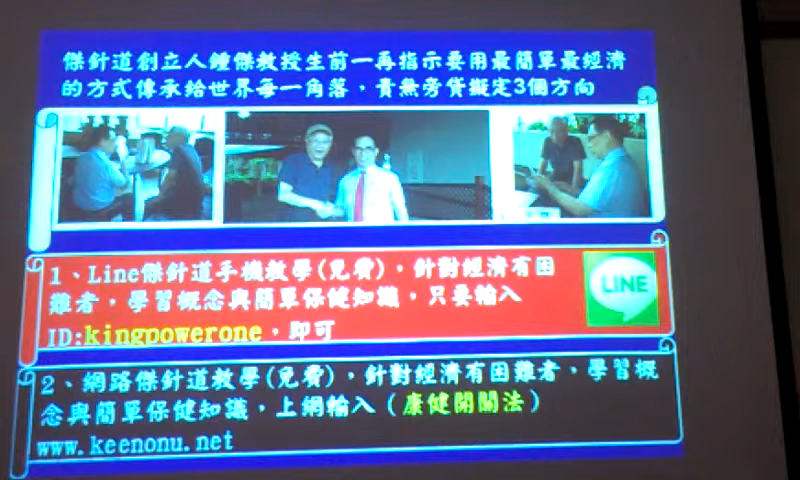 傑針道創立人鍾傑教授生前一再指示要用最簡單最經濟
的方式傳承給世界每一角落，責無旁貸擬定3個方向
1、Line傑針道手機教學(免費)，針對經濟有困
難者，學習概念與簡單保健知識，只要輸入
ID:kingpowerone，即可
LINE
2、網路傑針道教學(免費)，針對經濟有困難者，學習概
念與簡單保健知識，上網輸入（康健開關法）
www.keenonu.net